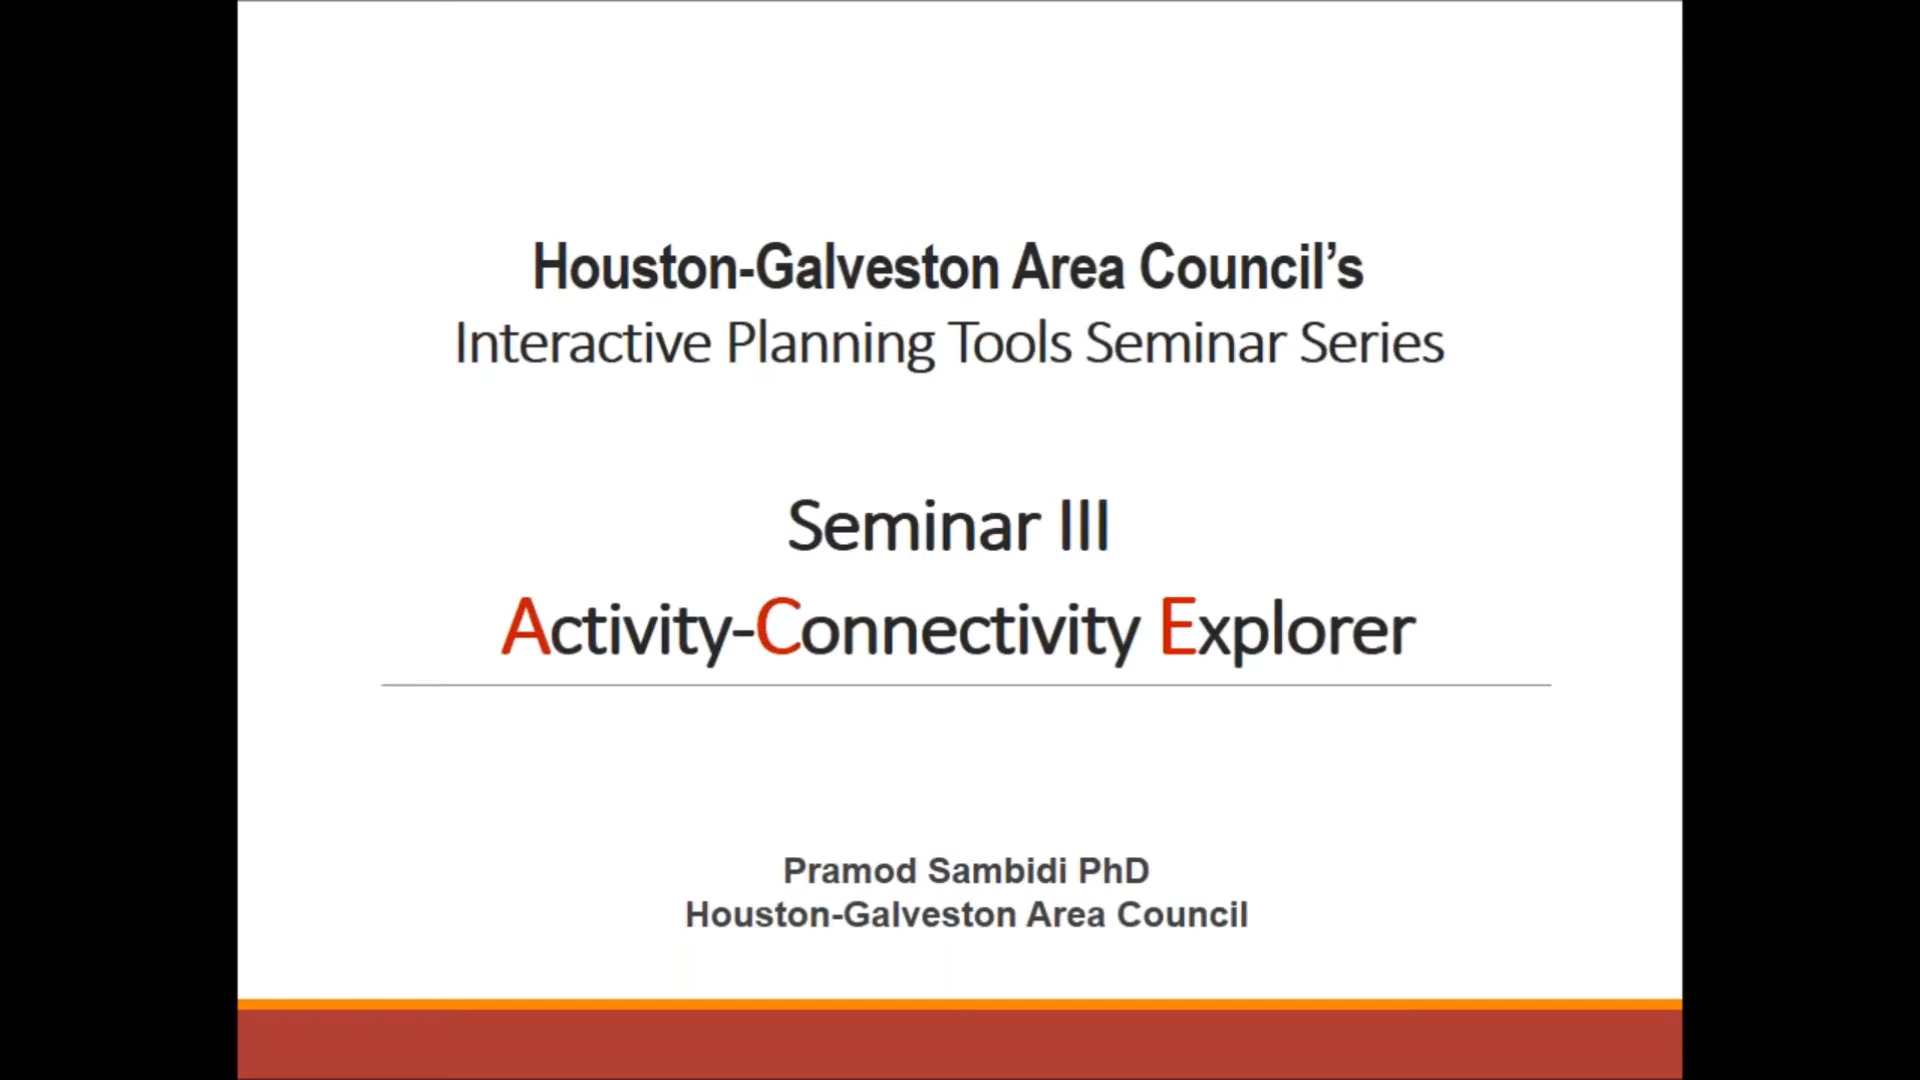 Houston-Galveston Area Council’s
Interactive Planning Tools Seminar Series
Seminar III
Activity-Connectivity Explorer
Pramod Sambidi PhD
Houston-Galveston Area Council